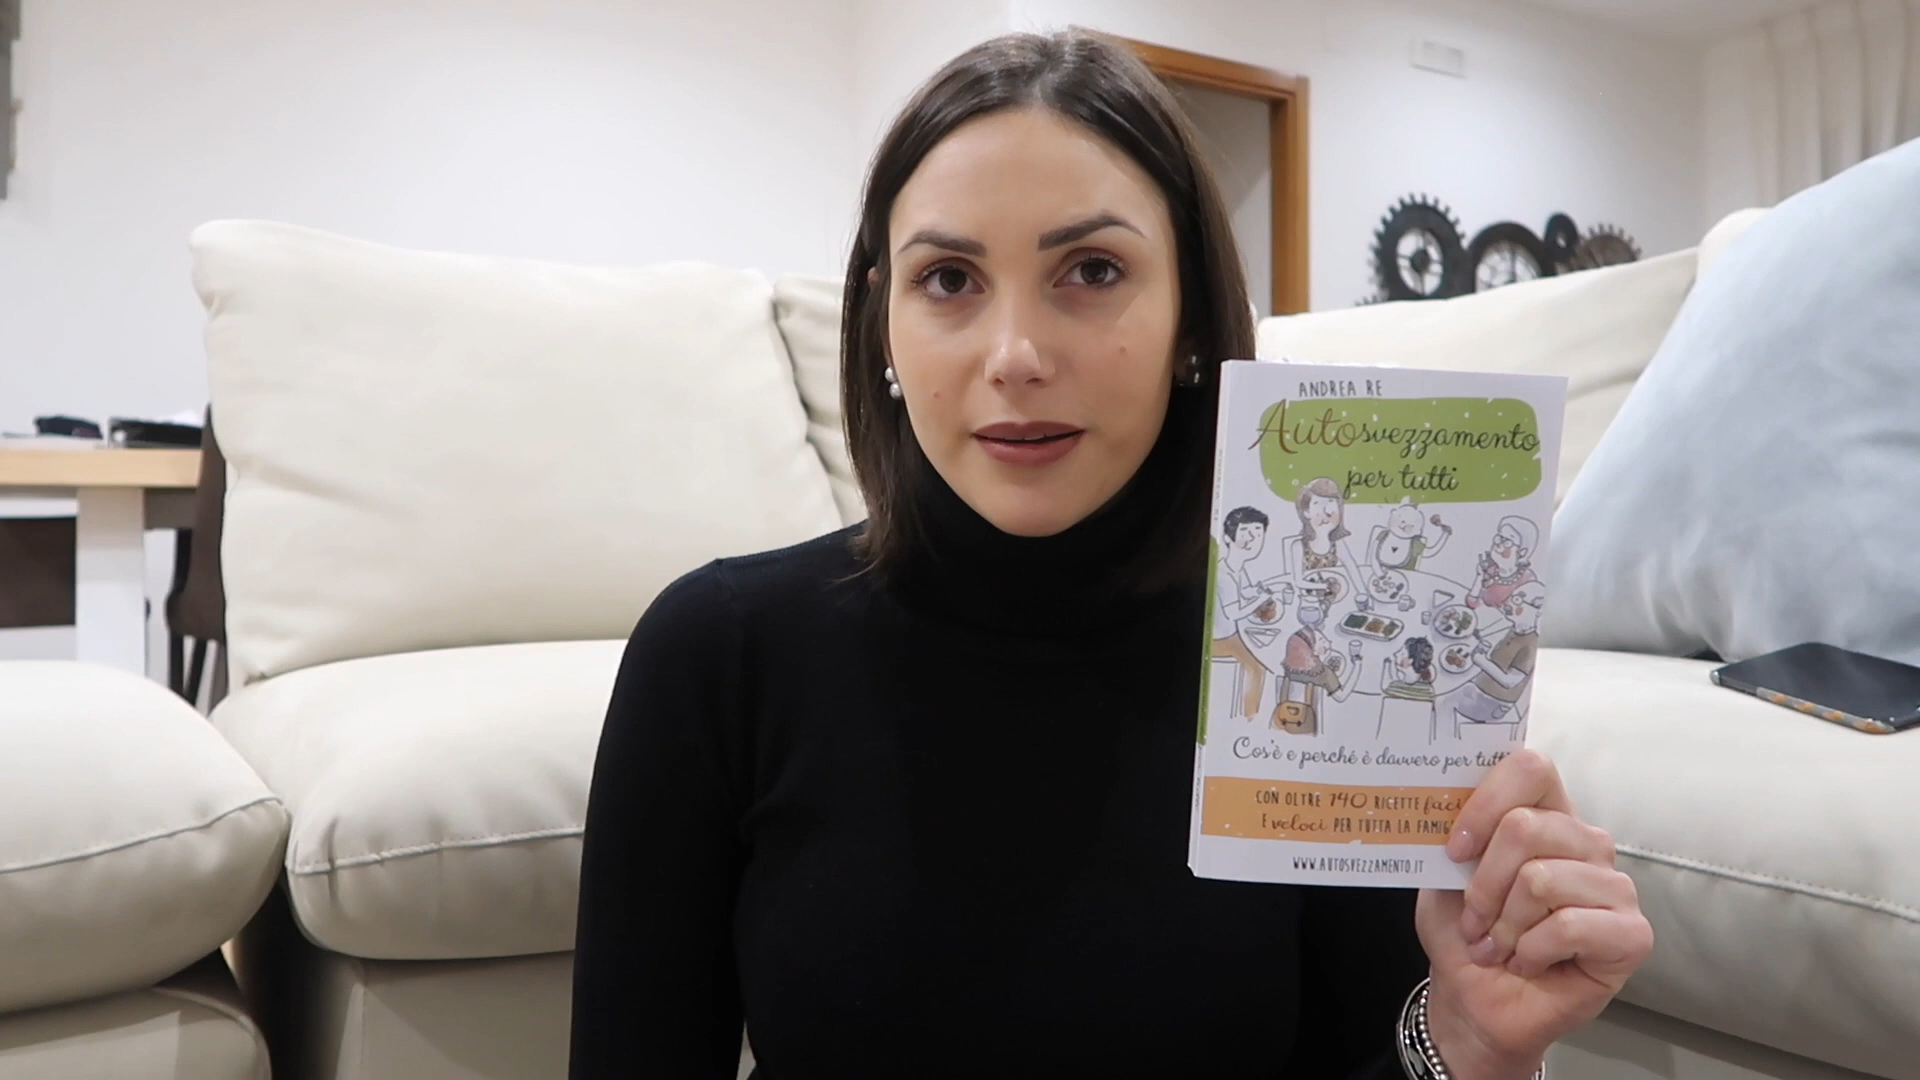 ANDREA RE
Autosvezzamento
per tutti
Cos'è e perché è davvero per
CON OLTRE 140 RICETTE
E veloci PER TUTTA LA
WWW.AUTOSVEZZAMENTO.IT